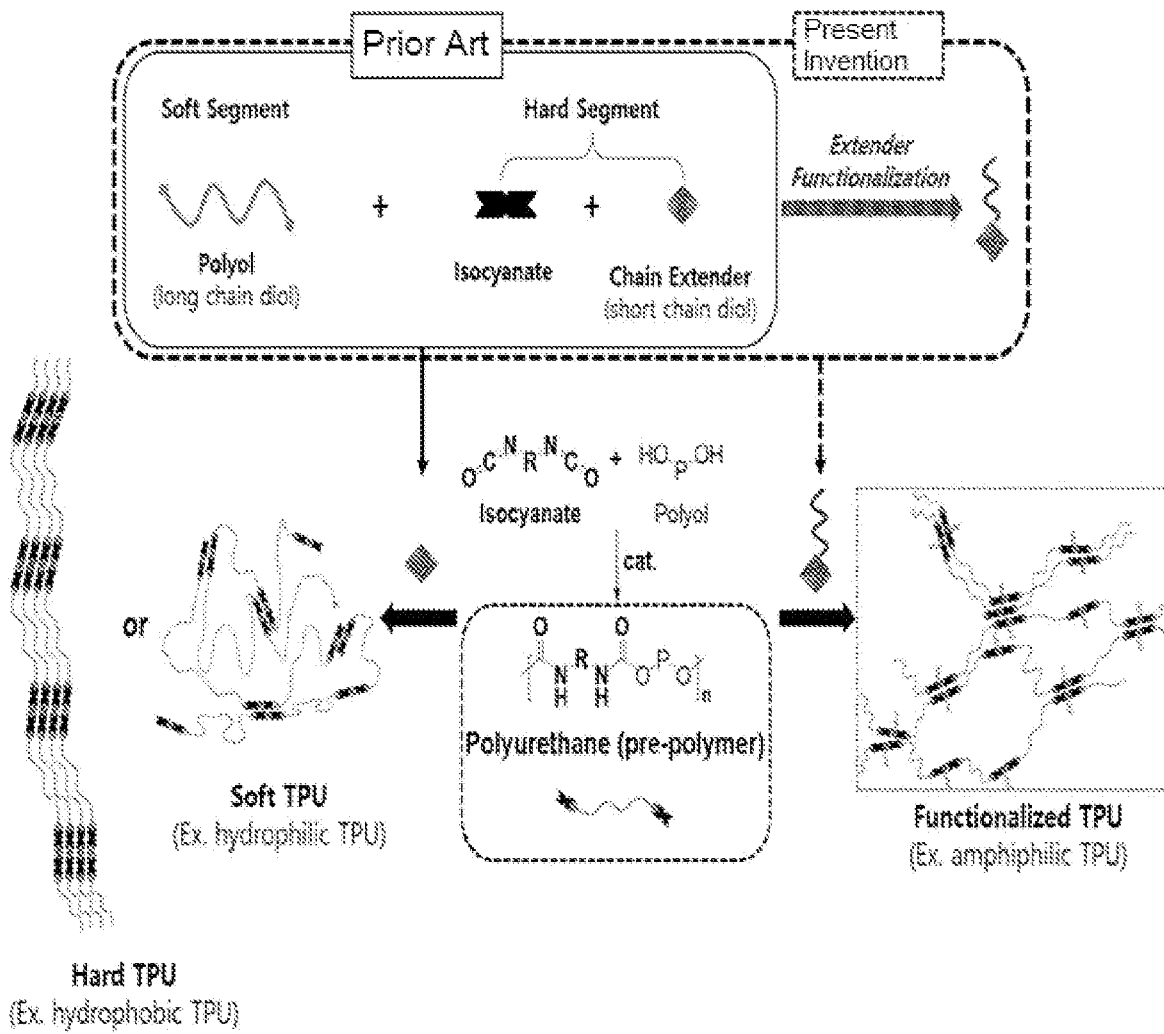 Prior Art
Present
Invention
Soft Segment
Hard Segment
Extender
Functionalization
+
+
Polyol
(long chain diol)
Isocyanate
Chain Extender
(short chain diol)
O C N R N C O + HO P OH
Isocyanate
Polyol
cat.
or
O O
N H R N H O P O n
Polyurethane (pre-polymer)
Soft TPU
(Ex. hydrophilic TPU)
Functionalized TPU
(Ex. amphiphilic TPU)
Hard TPU
(Ex. hydrophobic TPU)